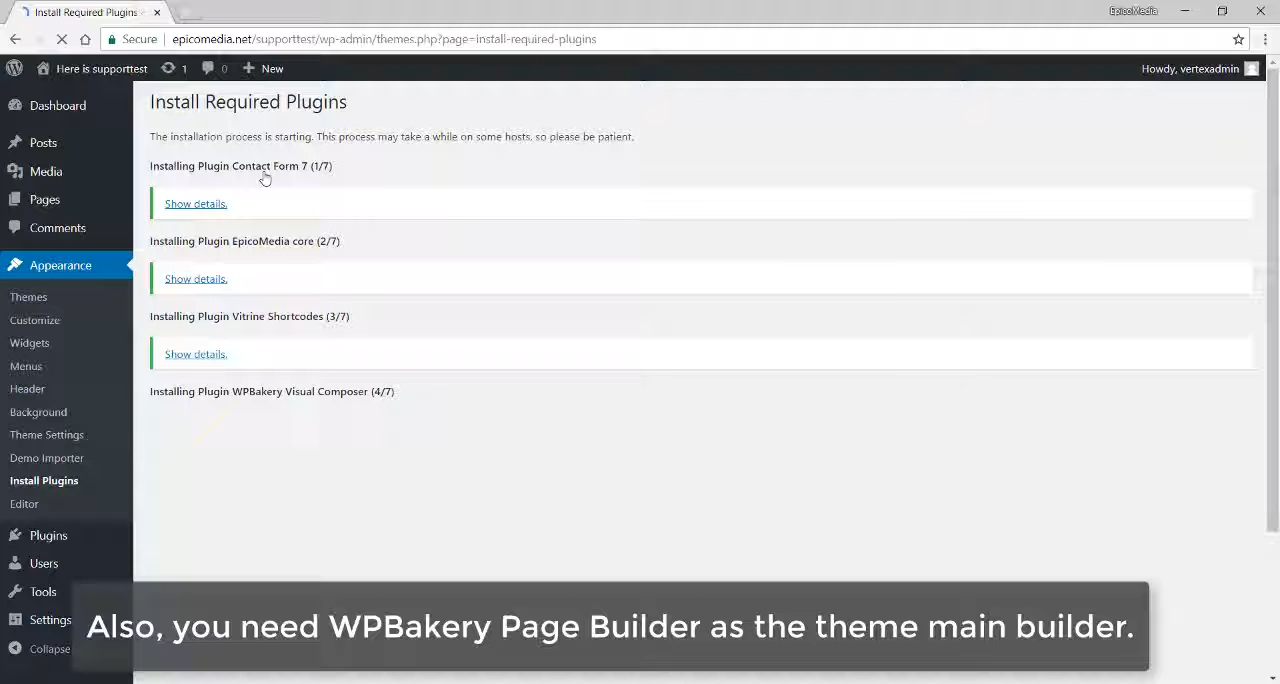 Install Required Plugins
EpicoMedia
Secure
epicomedia.net/supporttest/wp-admin/themes.php?page=install-required-plugins
Here is supporttest
1
0
New
Howdy, vertexadmin
Dashboard
Posts
Media
Pages
Comments
Appearance
Themes
Customize
Widgets
Menus
Header
Background
Theme Settings
Demo Importer
Install Plugins
Editor
Plugins
Users
Tools
Settings
Collapse
Install Required Plugins
The installation process is starting. This process may take a while on some hosts, so please be patient.
Installing Plugin Contact Form 7 (1/7)
Show details.
Installing Plugin EpicoMedia core (2/7)
Show details.
Installing Plugin Vitrine Shortcodes (3/7)
Show details.
Installing Plugin WPBakery Visual Composer (4/7)
Also, you need WPBakery Page Builder as the theme main builder.